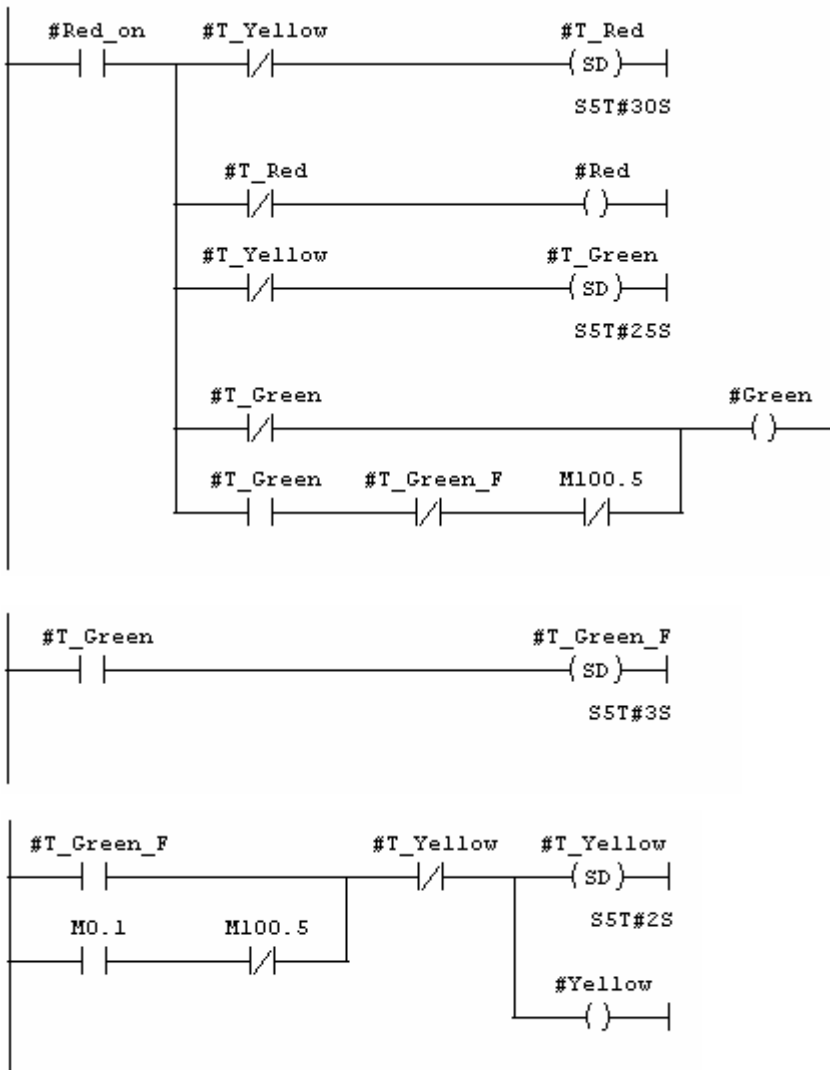 #Red_on #T_Yellow #T_Red
SD
S5T#30S
#T_Red #Red
#T_Yellow #T_Green
SD
S5T#25S
#T_Green #Green
#T_Green #T_Green_F M100.5
#T_Green #T_Green_F
SD
S5T#3S
#T_Green_F #T_Yellow #T_Yellow
SD
S5T#2S
M0.1 M100.5
#Yellow